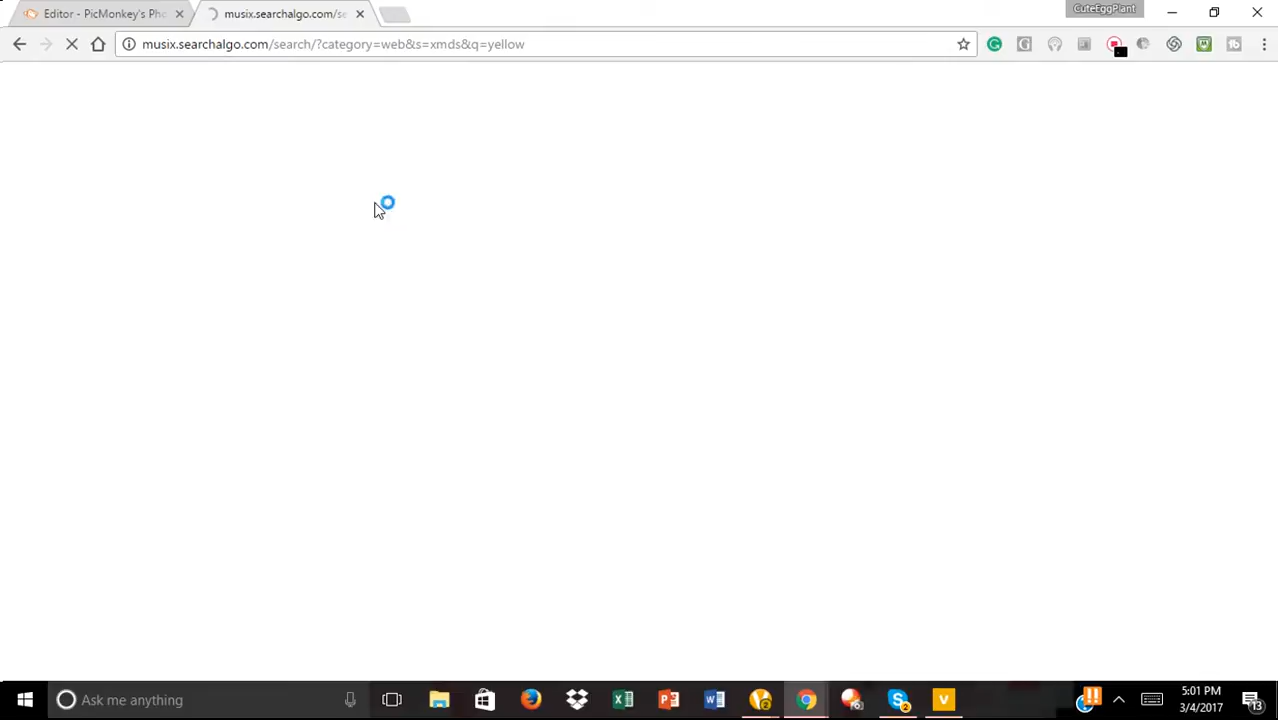 Editor - PicMonkey's Pho
musix.searchalgo.com/se
CuteEggPlant
musix.searchalgo.com/search/?category=web&s=xmds&q=yellow
Ask me anything
5:01 PM
3/4/2017
13